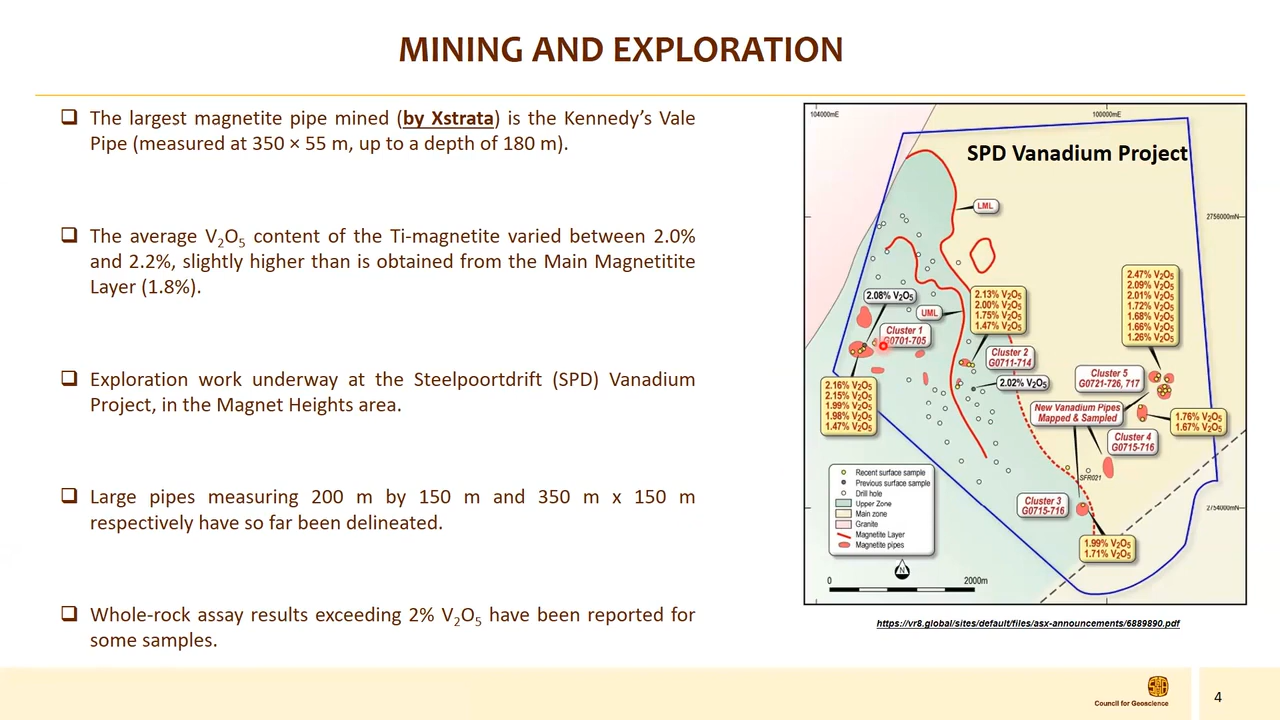 MINING AND EXPLORATION
❑ The largest magnetite pipe mined (by Xstrata) is the Kennedy’s Vale
Pipe (measured at 350 × 55 m, up to a depth of 180 m).
❑ The average V₂O₅ content of the Ti-magnetite varied between 2.0%
and 2.2%, slightly higher than is obtained from the Main Magnetitite
Layer (1.8%).
❑ Exploration work underway at the Steelpoortdrift (SPD) Vanadium
Project, in the Magnet Heights area.
❑ Large pipes measuring 200 m by 150 m and 350 m x 150 m
respectively have so far been delineated.
❑ Whole-rock assay results exceeding 2% V₂O₅ have been reported for
some samples.
104000mE
100000mE
SPD Vanadium Project
LML
2756000mN
2.47% V₂O₅
2.09% V₂O₅
2.01% V₂O₅
1.72% V₂O₅
1.68% V₂O₅
1.66% V₂O₅
1.26% V₂O₅
2.08% V₂O₅
2.13% V₂O₅
2.00% V₂O₅
1.75% V₂O₅
1.47% V₂O₅
UML
Cluster 1
G0701-705
Cluster 2
G0711-714
2.02% V₂O₅
Cluster 5
G0721-726, 717
2.16% V₂O₅
2.15% V₂O₅
1.99% V₂O₅
1.98% V₂O₅
1.47% V₂O₅
New Vanadium Pipes
Mapped & Sampled
1.76% V₂O₅
1.67% V₂O₅
Cluster 4
G0715-716
SFR021
Cluster 3
G0715-716
2754000mN
1.99% V₂O₅
1.71% V₂O₅
Recent surface sample
Previous surface sample
Drill hole
Upper Zone
Main zone
Granite
Magnetite Layer
Magnetite pipes
N
0 2000m
https://vr8.global/sites/default/files/asx-announcements/6889890.pdf
Council for Geoscience
4